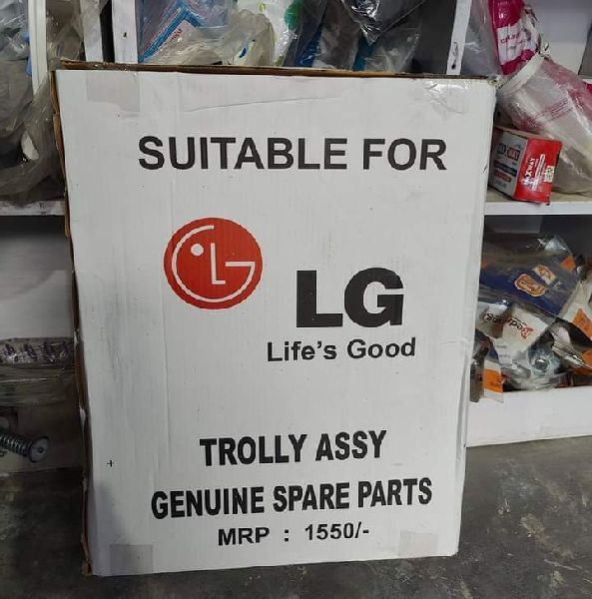 SUITABLE FOR
LG
Life's Good
TROLLY ASSY
GENUINE SPARE PARTS
MRP : 1550/-